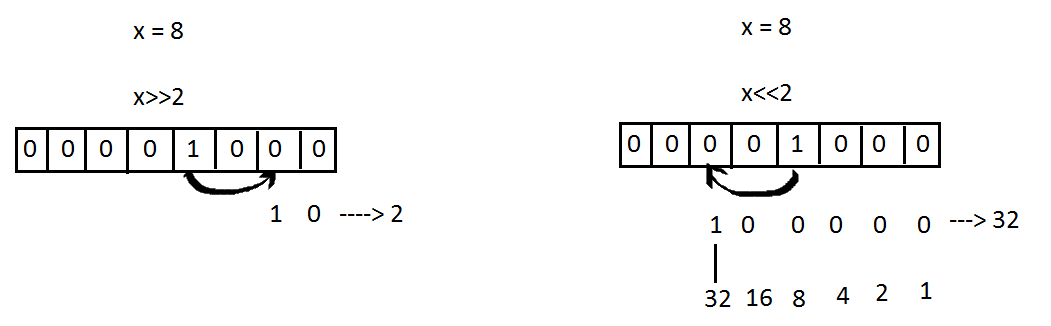 x = 8
x>>2
0 0 0 0 1 0 0 0
1 0 ----> 2
x = 8
x<<2
0 0 0 0 1 0 0 0
1 0 0 0 0 0 ---> 32
32 16 8 4 2 1